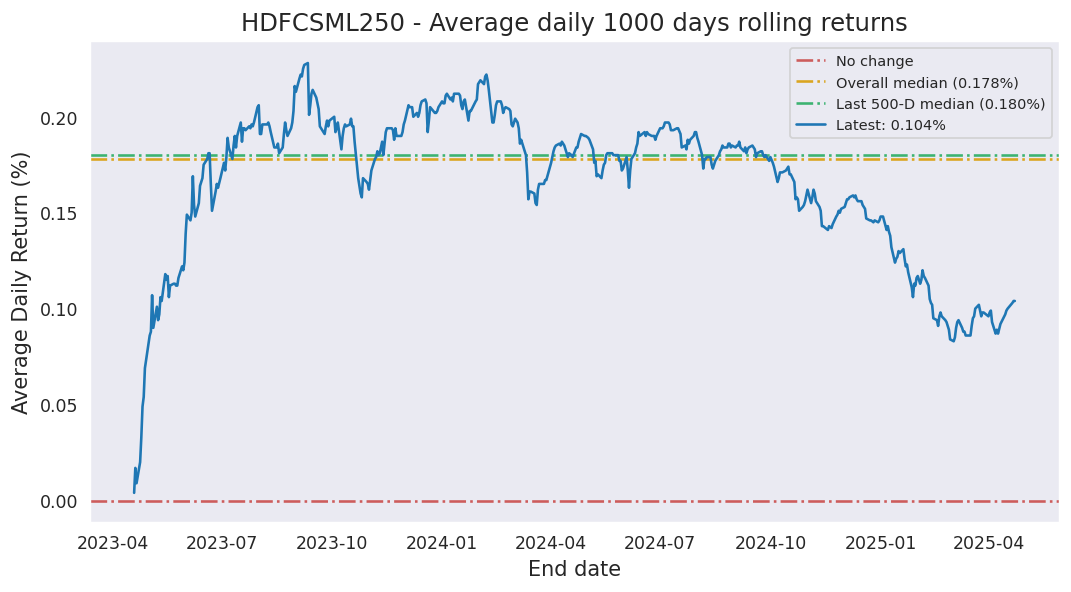 HDFCSML250 - Average daily 1000 days rolling returns
No change
Overall median (0.178%)
Last 500-D median (0.180%)
Latest: 0.104%
Average Daily Return (%)
0.20
0.15
0.10
0.05
0.00
2023-04 2023-07 2023-10 2024-01 2024-04 2024-07 2024-10 2025-01 2025-04
End date